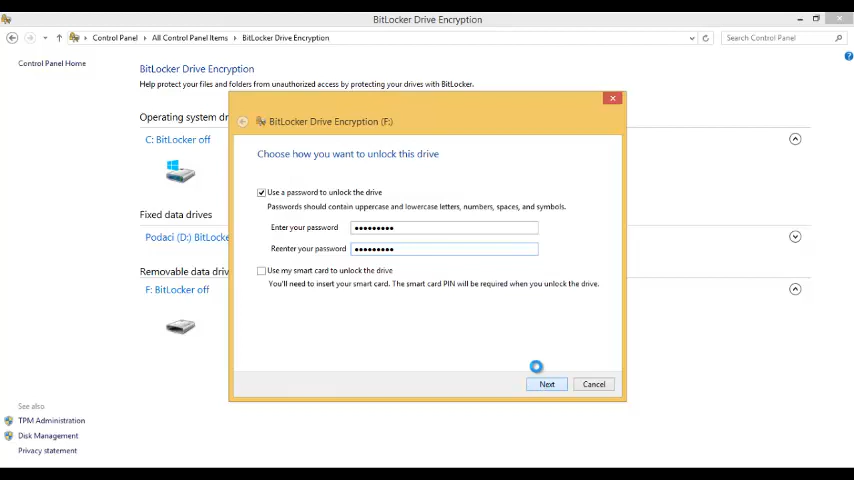 BitLocker Drive Encryption
Control Panel
All Control Panel Items
BitLocker Drive Encryption
Search Control Panel
Control Panel Home
BitLocker Drive Encryption
Help protect your files and folders from unauthorized access by protecting your drives with BitLocker.
Operating system dr
C: BitLocker off
Fixed data drives
Podaci (D:) BitLocke
Removable data driv
F: BitLocker off
BitLocker Drive Encryption (F:)
Choose how you want to unlock this drive
Use a password to unlock the drive
Passwords should contain uppercase and lowercase letters, numbers, spaces, and symbols.
Enter your password ●●●●●●●●●
Reenter your password ●●●●●●●●●
Use my smart card to unlock the drive
You'll need to insert your smart card. The smart card PIN will be required when you unlock the drive.
Next
Cancel
See also
TPM Administration
Disk Management
Privacy statement